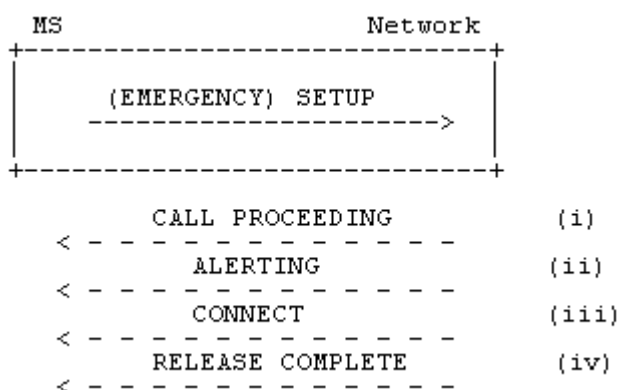 MS Network
(EMERGENCY) SETUP
CALL PROCEEDING (i)
ALERTING (ii)
CONNECT (iii)
RELEASE COMPLETE (iv)